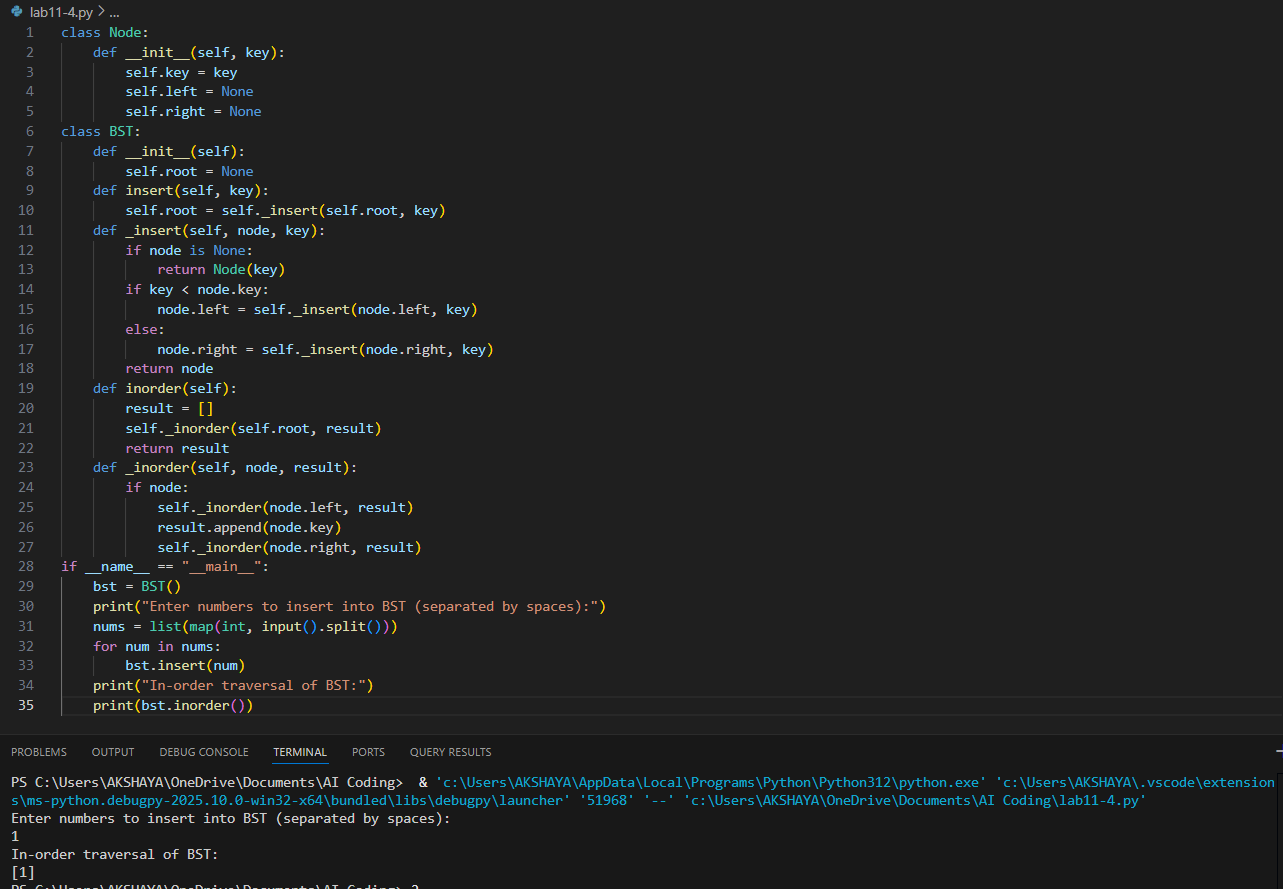 lab11-4.py > ...
1 class Node:
2     def __init__(self, key):
3         self.key = key
4         self.left = None
5         self.right = None
6 class BST:
7     def __init__(self):
8         self.root = None
9     def insert(self, key):
10         self.root = self._insert(self.root, key)
11     def _insert(self, node, key):
12         if node is None:
13             return Node(key)
14         if key < node.key:
15             node.left = self._insert(node.left, key)
16         else:
17             node.right = self._insert(node.right, key)
18         return node
19     def inorder(self):
20         result = []
21         self._inorder(self.root, result)
22         return result
23     def _inorder(self, node, result):
24         if node:
25             self._inorder(node.left, result)
26             result.append(node.key)
27             self._inorder(node.right, result)
28 if __name__ == "__main__":
29     bst = BST()
30     print("Enter numbers to insert into BST (separated by spaces):")
31     nums = list(map(int, input().split()))
32     for num in nums:
33         bst.insert(num)
34     print("In-order traversal of BST:")
35     print(bst.inorder())
PROBLEMS OUTPUT DEBUG CONSOLE TERMINAL PORTS QUERY RESULTS
PS C:\Users\AKSHAYA\OneDrive\Documents\AI Coding>  & 'c:\Users\AKSHAYA\AppData\Local\Programs\Python\Python312\python.exe' 'c:\Users\AKSHAYA\.vscode\extension
s\ms-python.debugpy-2025.10.0-win32-x64\bundled\libs\debugpy\launcher' '51968' '--' 'c:\Users\AKSHAYA\OneDrive\Documents\AI Coding\lab11-4.py'
Enter numbers to insert into BST (separated by spaces):
1
In-order traversal of BST:
[1]
PS C:\Users\AKSHAYA\OneDrive\Documents\AI Coding> 2